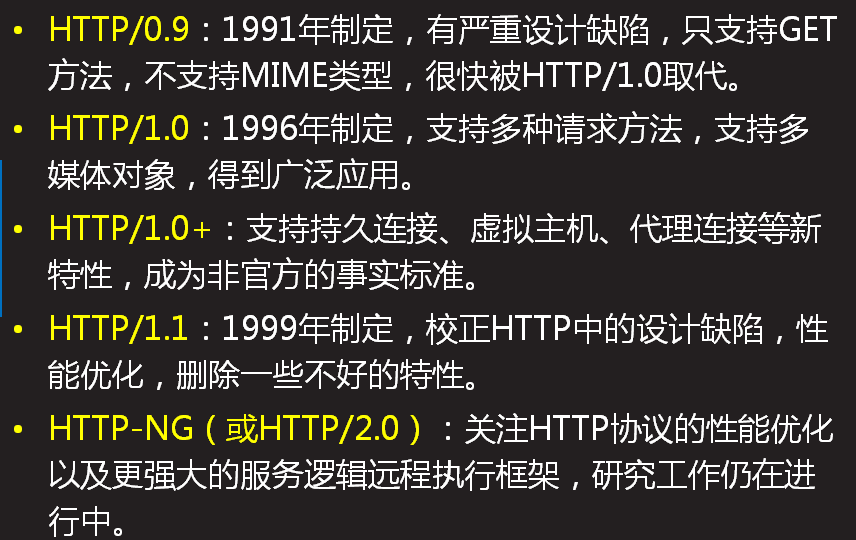 • HTTP/0.9：1991年制定，有严重设计缺陷，只支持GET
方法，不支持MIME类型，很快被HTTP/1.0取代。
• HTTP/1.0：1996年制定，支持多种请求方法，支持多
媒体对象，得到广泛应用。
• HTTP/1.0+：支持持久连接、虚拟主机、代理连接等新
特性，成为非官方的事实标准。
• HTTP/1.1：1999年制定，校正HTTP中的设计缺陷，性
能优化，删除一些不好的特性。
• HTTP-NG（或HTTP/2.0）：关注HTTP协议的性能优化
以及更强大的服务逻辑远程执行框架，研究工作仍在进
行中。